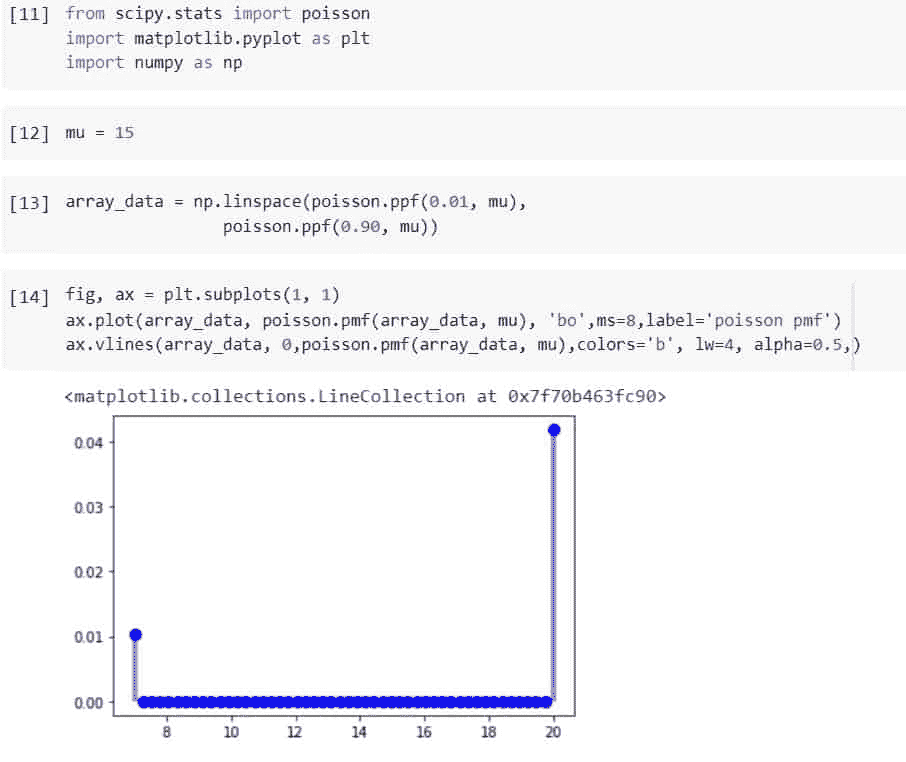 [11] from scipy.stats import poisson
import matplotlib.pyplot as plt
import numpy as np
[12] mu = 15
[13] array_data = np.linspace(poisson.ppf(0.01, mu),
poisson.ppf(0.90, mu))
[14] fig, ax = plt.subplots(1, 1)
ax.plot(array_data, poisson.pmf(array_data, mu), 'bo',ms=8,label='poisson pmf')
ax.vlines(array_data, 0,poisson.pmf(array_data, mu),colors='b', lw=4, alpha=0.5,)
<matplotlib.collections.LineCollection at 0x7f70b463fc90>
0.04
0.03
0.02
0.01
0.00
8 10 12 14 16 18 20